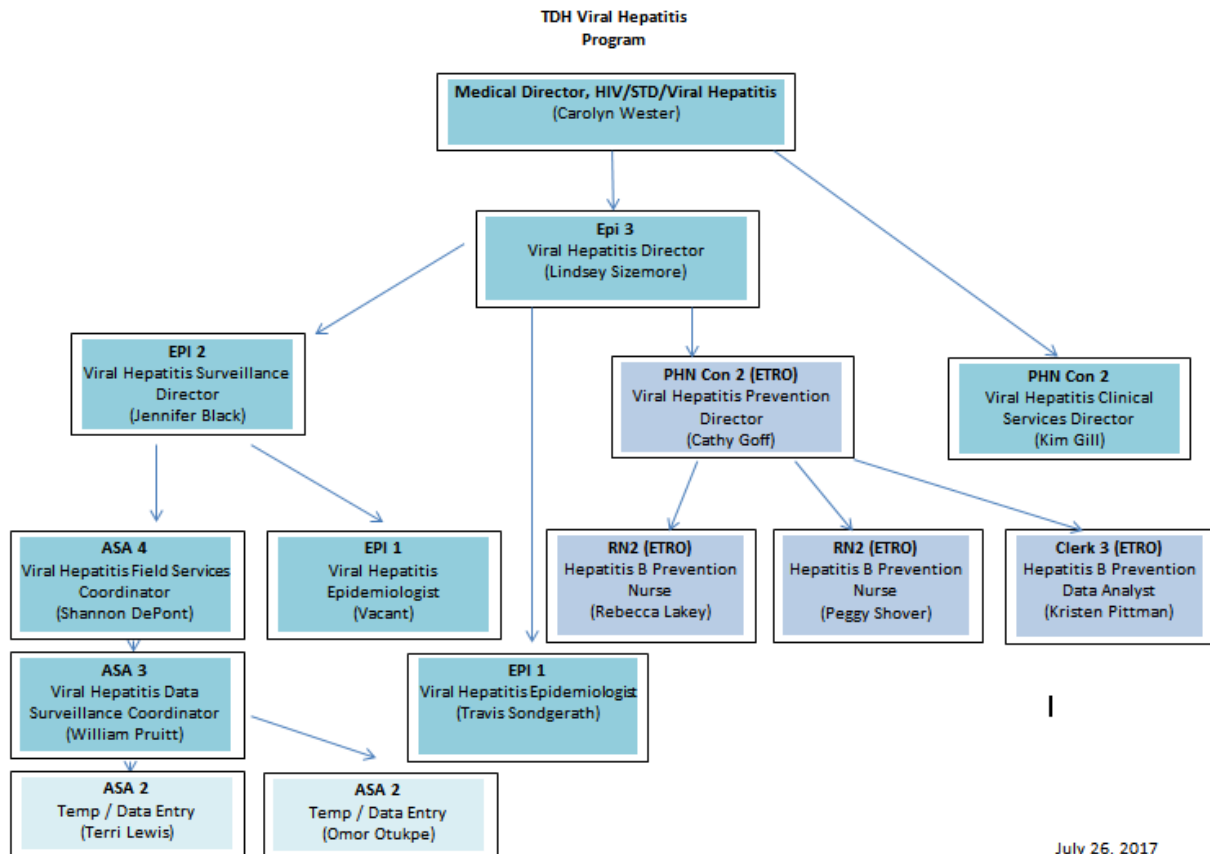 TDH Viral Hepatitis
Program
Medical Director, HIV/STD/Viral Hepatitis
(Carolyn Wester)
Epi 3
Viral Hepatitis Director
(Lindsey Sizemore)
EPI 2
Viral Hepatitis Surveillance
Director
(Jennifer Black)
PHN Con 2 (ETRO)
Viral Hepatitis Prevention
Director
(Cathy Goff)
PHN Con 2
Viral Hepatitis Clinical
Services Director
(Kim Gill)
ASA 4
Viral Hepatitis Field Services
Coordinator
(Shannon DePont)
EPI 1
Viral Hepatitis
Epidemiologist
(Vacant)
RN2 (ETRO)
Hepatitis B Prevention
Nurse
(Rebecca Lakey)
RN2 (ETRO)
Hepatitis B Prevention
Nurse
(Peggy Shover)
Clerk 3 (ETRO)
Hepatitis B Prevention
Data Analyst
(Kristen Pittman)
ASA 3
Viral Hepatitis Data
Surveillance Coordinator
(William Pruitt)
EPI 1
Viral Hepatitis Epidemiologist
(Travis Sondgerath)
ASA 2
Temp / Data Entry
(Terri Lewis)
ASA 2
Temp / Data Entry
(Omor Otukpe)
July 26, 2017